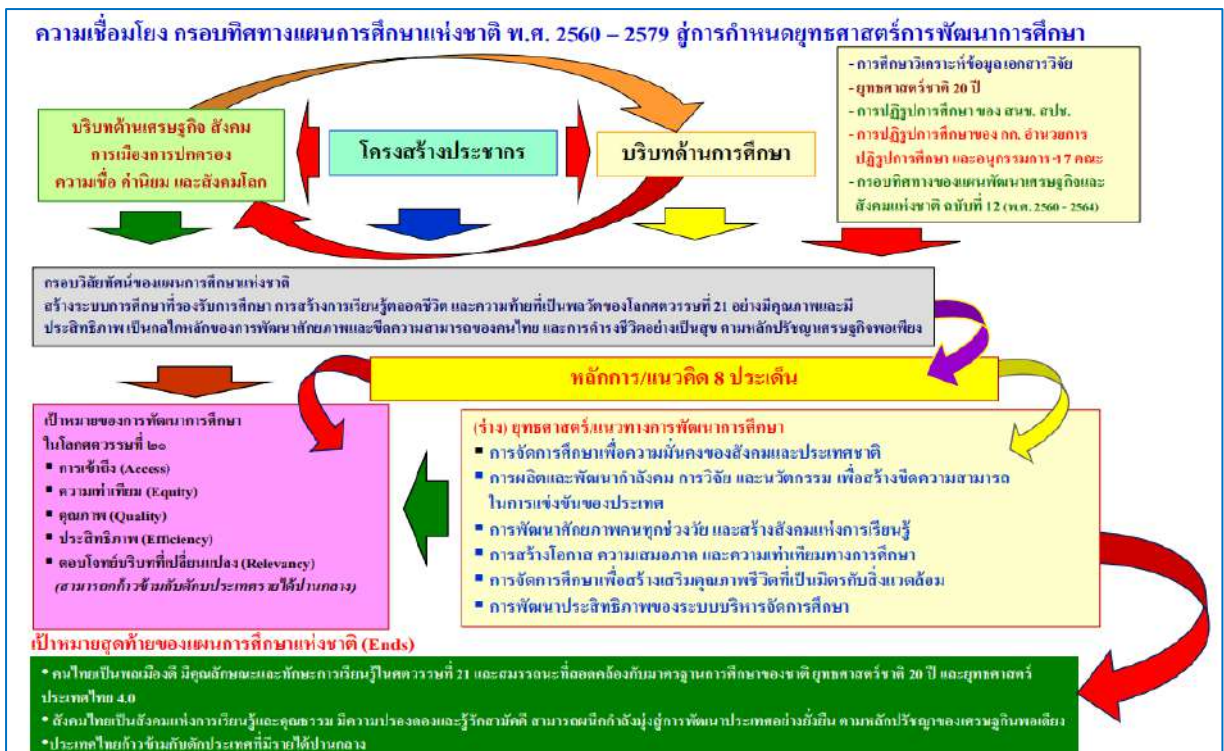 ความเชื่อมโยง กรอบทิศทางแผนการศึกษาแห่งชาติ พ.ศ. 2560 – 2579 สู่การกำหนดยุทธศาสตร์การพัฒนาการศึกษา
บริบทด้านเศรษฐกิจ สังคม
การเมืองการปกครอง
ความเชื่อ ค่านิยม และสังคมโลก
โครงสร้างประชากร
บริบทด้านการศึกษา
- การศึกษาวิเคราะห์ข้อมูลเอกสารวิจัย
- ยุทธศาสตร์ชาติ 20 ปี
- การปฏิรูปการศึกษา ของ สนช. สปช.
- การปฏิรูปการศึกษาของ กก. อำนวยการ
ปฏิรูปการศึกษา และอนุกรรมการ 17 คณะ
- กรอบทิศทางของแผนพัฒนาเศรษฐกิจและ
สังคมแห่งชาติ ฉบับที่ 12 (พ.ศ. 2560 - 2564)
กรอบวิสัยทัศน์ของแผนการศึกษาแห่งชาติ
สร้างระบบการศึกษาที่รองรับการศึกษา การสร้างการเรียนรู้ตลอดชีวิต และความท้ายที่เป็นพลวัตของโลกศตวรรษที่ 21 อย่างมีคุณภาพและมี
ประสิทธิภาพ เป็นกลไกหลักของการพัฒนาศักยภาพและขีดความสามารถของคนไทย และการดำรงชีวิตอย่างเป็นสุข ตามหลักปรัชญาเศรษฐกิจพอเพียง
หลักการ/แนวคิด 8 ประเด็น
เป้าหมายของการพัฒนาการศึกษา
ในโลกศตวรรษที่ ๒๑
▪ การเข้าถึง (Access)
▪ ความเท่าเทียม (Equity)
▪ คุณภาพ (Quality)
▪ ประสิทธิภาพ (Efficiency)
▪ ตอบโจทย์บริบทที่เปลี่ยนแปลง (Relevancy)
(สามารถก้าวข้ามกับดักประเทศรายได้ปานกลาง)
(ร่าง) ยุทธศาสตร์/แนวทางการพัฒนาการศึกษา
▪ การจัดการศึกษาเพื่อความมั่นคงของสังคมและประเทศชาติ
▪ การผลิตและพัฒนากำลังคน การวิจัย และนวัตกรรม เพื่อสร้างขีดความสามารถ
ในการแข่งขันของประเทศ
▪ การพัฒนาศักยภาพคนทุกช่วงวัย และสร้างสังคมแห่งการเรียนรู้
▪ การสร้างโอกาส ความเสมอภาค และความเท่าเทียมทางการศึกษา
▪ การจัดการศึกษาเพื่อสร้างเสริมคุณภาพชีวิตที่เป็นมิตรกับสิ่งแวดล้อม
▪ การพัฒนาประสิทธิภาพของระบบบริหารจัดการศึกษา
เป้าหมายสุดท้ายของแผนการศึกษาแห่งชาติ (Ends)
• คนไทยเป็นพลเมืองดี มีคุณลักษณะและทักษะการเรียนรู้ในศตวรรษที่ 21 และสมรรถนะที่สอดคล้องกับมาตรฐานการศึกษาของชาติ ยุทธศาสตร์ชาติ 20 ปี และยุทธศาสตร์
ประเทศไทย 4.0
• สังคมไทยเป็นสังคมแห่งการเรียนรู้และคุณธรรม มีความปรองดองและรู้รักสามัคคี สามารถผนึกกำลังมุ่งสู่การพัฒนาประเทศอย่างยั่งยืน ตามหลักปรัชญาของเศรษฐกิจพอเพียง
• ประเทศไทยก้าวข้ามกับดักประเทศที่มีรายได้ปานกลาง